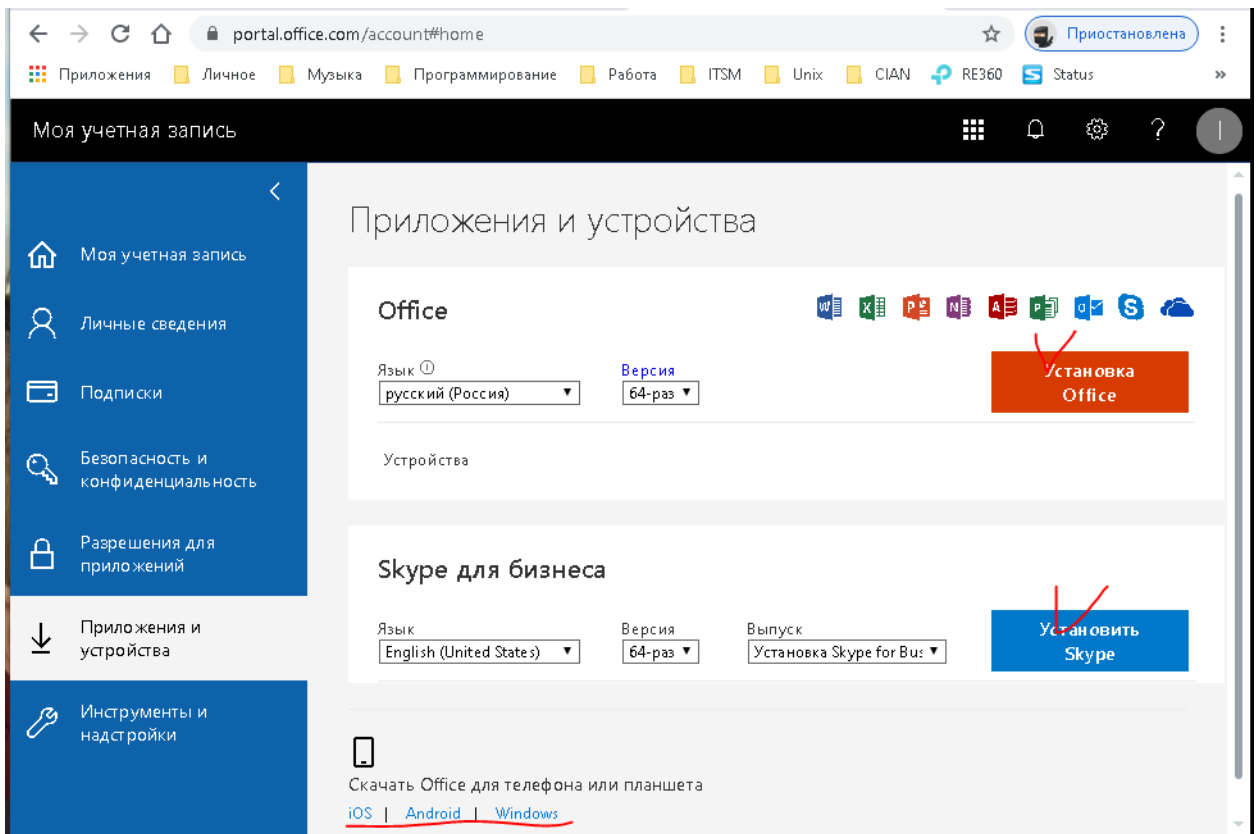 portal.office.com/account#home
Приостановлена
Приложения Личное Музыка Программирование Работа ITSM Unix CIAN RE360 Status »
Моя учетная запись
Моя учетная запись
Личные сведения
Подписки
Безопасность и
конфиденциальность
Разрешения для
приложений
Приложения и
устройства
Инструменты и
надстройки
Приложения и устройства
Office
Язык
Версия
русский (Россия)
64-раз
Установка
Office
Устройства
Skype для бизнеса
Язык
Версия
Выпуск
English (United States)
64-раз
Установка Skype for Bus
Установить
Skype
Скачать Office для телефона или планшета
iOS | Android | Windows